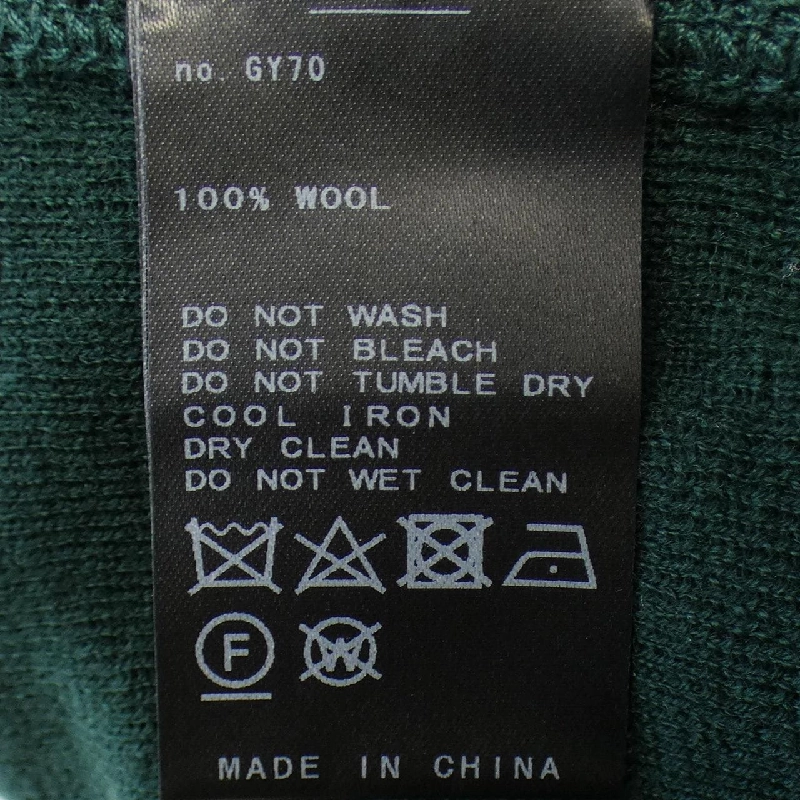 no. GY70
100% WOOL
DO NOT WASH
DO NOT BLEACH
DO NOT TUMBLE DRY
COOL IRON
DRY CLEAN
DO NOT WET CLEAN
F W
MADE IN CHINA